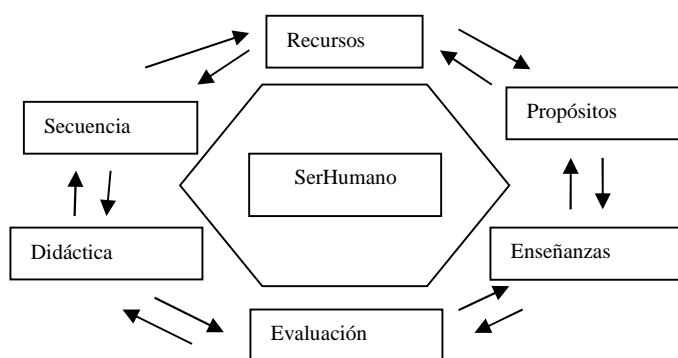 Recursos
Secuencia
Propósitos
SerHumano
Didáctica
Enseñanzas
Evaluación